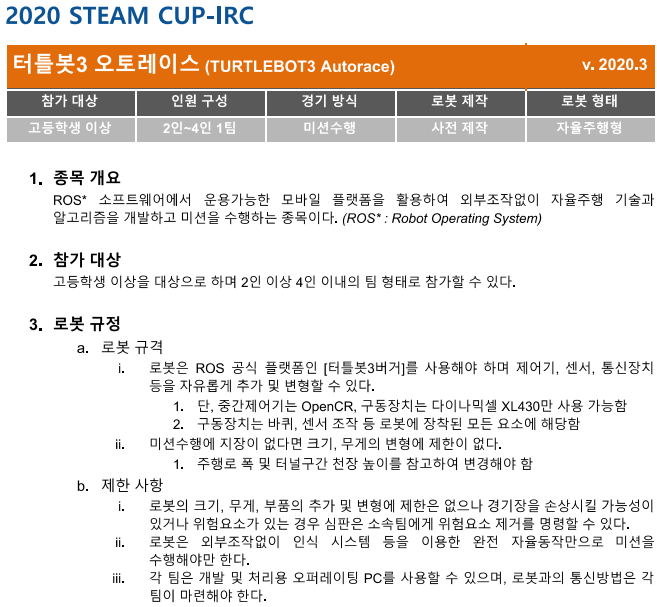 2020 STEAM CUP-IRC
터틀봇3 오토레이스 (TURTLEBOT3 Autorace) v. 2020.3
참가 대상 인원 구성 경기 방식 로봇 제작 로봇 형태
고등학생 이상 2인~4인 1팀 미션수행 사전 제작 자율주행형
1. 종목 개요
ROS* 소프트웨어에서 운용가능한 모바일 플랫폼을 활용하여 외부조작없이 자율주행 기술과
알고리즘을 개발하고 미션을 수행하는 종목이다. (ROS* : Robot Operating System)
2. 참가 대상
고등학생 이상을 대상으로 하며 2인 이상 4인 이내의 팀 형태로 참가할 수 있다.
3. 로봇 규정
a. 로봇 규격
i. 로봇은 ROS 공식 플랫폼인 [터틀봇3버거]를 사용해야 하며 제어기, 센서, 통신장치
등을 자유롭게 추가 및 변형할 수 있다.
1. 단, 중간제어기는 OpenCR, 구동장치는 다이나믹셀 XL430만 사용 가능함
2. 구동장치는 바퀴, 센서 조작 등 로봇에 장착된 모든 요소에 해당함
ii. 미션수행에 지장이 없다면 크기, 무게의 변형에 제한이 없다.
1. 주행로 폭 및 터널구간 천장 높이를 참고하여 변경해야 함
b. 제한 사항
i. 로봇의 크기, 무게, 부품의 추가 및 변형에 제한은 없으나 경기장을 손상시킬 가능성이
있거나 위험요소가 있는 경우 심판은 소속팀에게 위험요소 제거를 명령할 수 있다.
ii. 로봇은 외부조작없이 인식 시스템 등을 이용한 완전 자율동작만으로 미션을
수행해야만 한다.
iii. 각 팀은 개발 및 처리용 오퍼레이팅 PC를 사용할 수 있으며, 로봇과의 통신방법은 각
팀이 마련해야 한다.